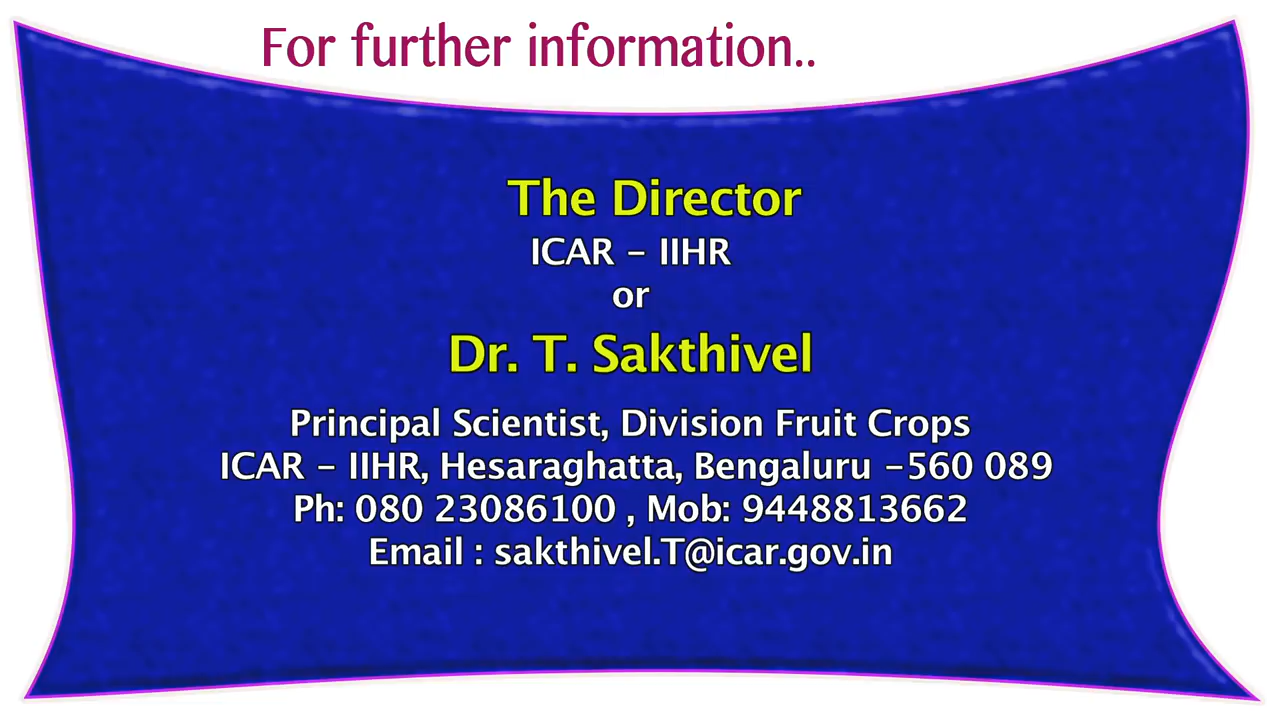 For further information..
The Director
ICAR – IIHR
or
Dr. T. Sakthivel
Principal Scientist, Division Fruit Crops
ICAR – IIHR, Hesaraghatta, Bengaluru –560 089
Ph: 080 23086100 , Mob: 9448813662
Email : sakthivel.T@icar.gov.in